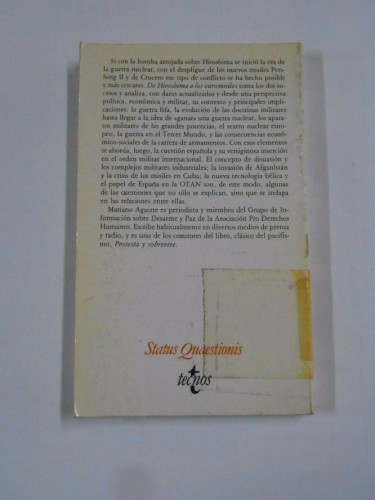 Si con la bomba arrojada sobre Hiroshima se inició la era de
la guerra nuclear, con el despliegue de los nuevos misiles Pers-
hing II y de Crucero ese tipo de conflicto se ha hecho posible
y más cercano. De Hiroshima a los euromisiles toma los dos su-
cesos y analiza, con datos actualizados y desde una perspectiva
política, económica y militar, su contexto y principales impli-
caciones: la guerra fría, la evolución de las doctrinas militares
hasta llegar a la idea de «ganar» una guerra nuclear, los apa-
ratos militares de las grandes potencias, el teatro nuclear euro-
peo, la guerra en el Tercer Mundo, y las consecuencias econó-
mico-sociales de la carrera de armamentos. Con esos elementos
se aborda, luego, la cuestión española y su vertiginosa inserción
en el orden militar internacional. El concepto de disuasión y
los complejos militares industriales; la invasión de Afganistán
y la crisis de los misiles en Cuba; la nueva tecnología bélica y
el papel de España en la OTAN son, de este modo, algunas
de las cuestiones que no sólo se explican, sino que se indaga
en las relaciones entre ellas.
Mariano Aguirre es periodista y miembro del Grupo de In-
formación sobre Desarme y Paz de la Asociación Pro Derechos
Humanos. Escribe habitualmente en diversos medios de prensa
y radio, y es uno de los coautores del libro, clásico del pacifis-
mo, Protesta y sobrevive.
Status Quaestionis
tecnos